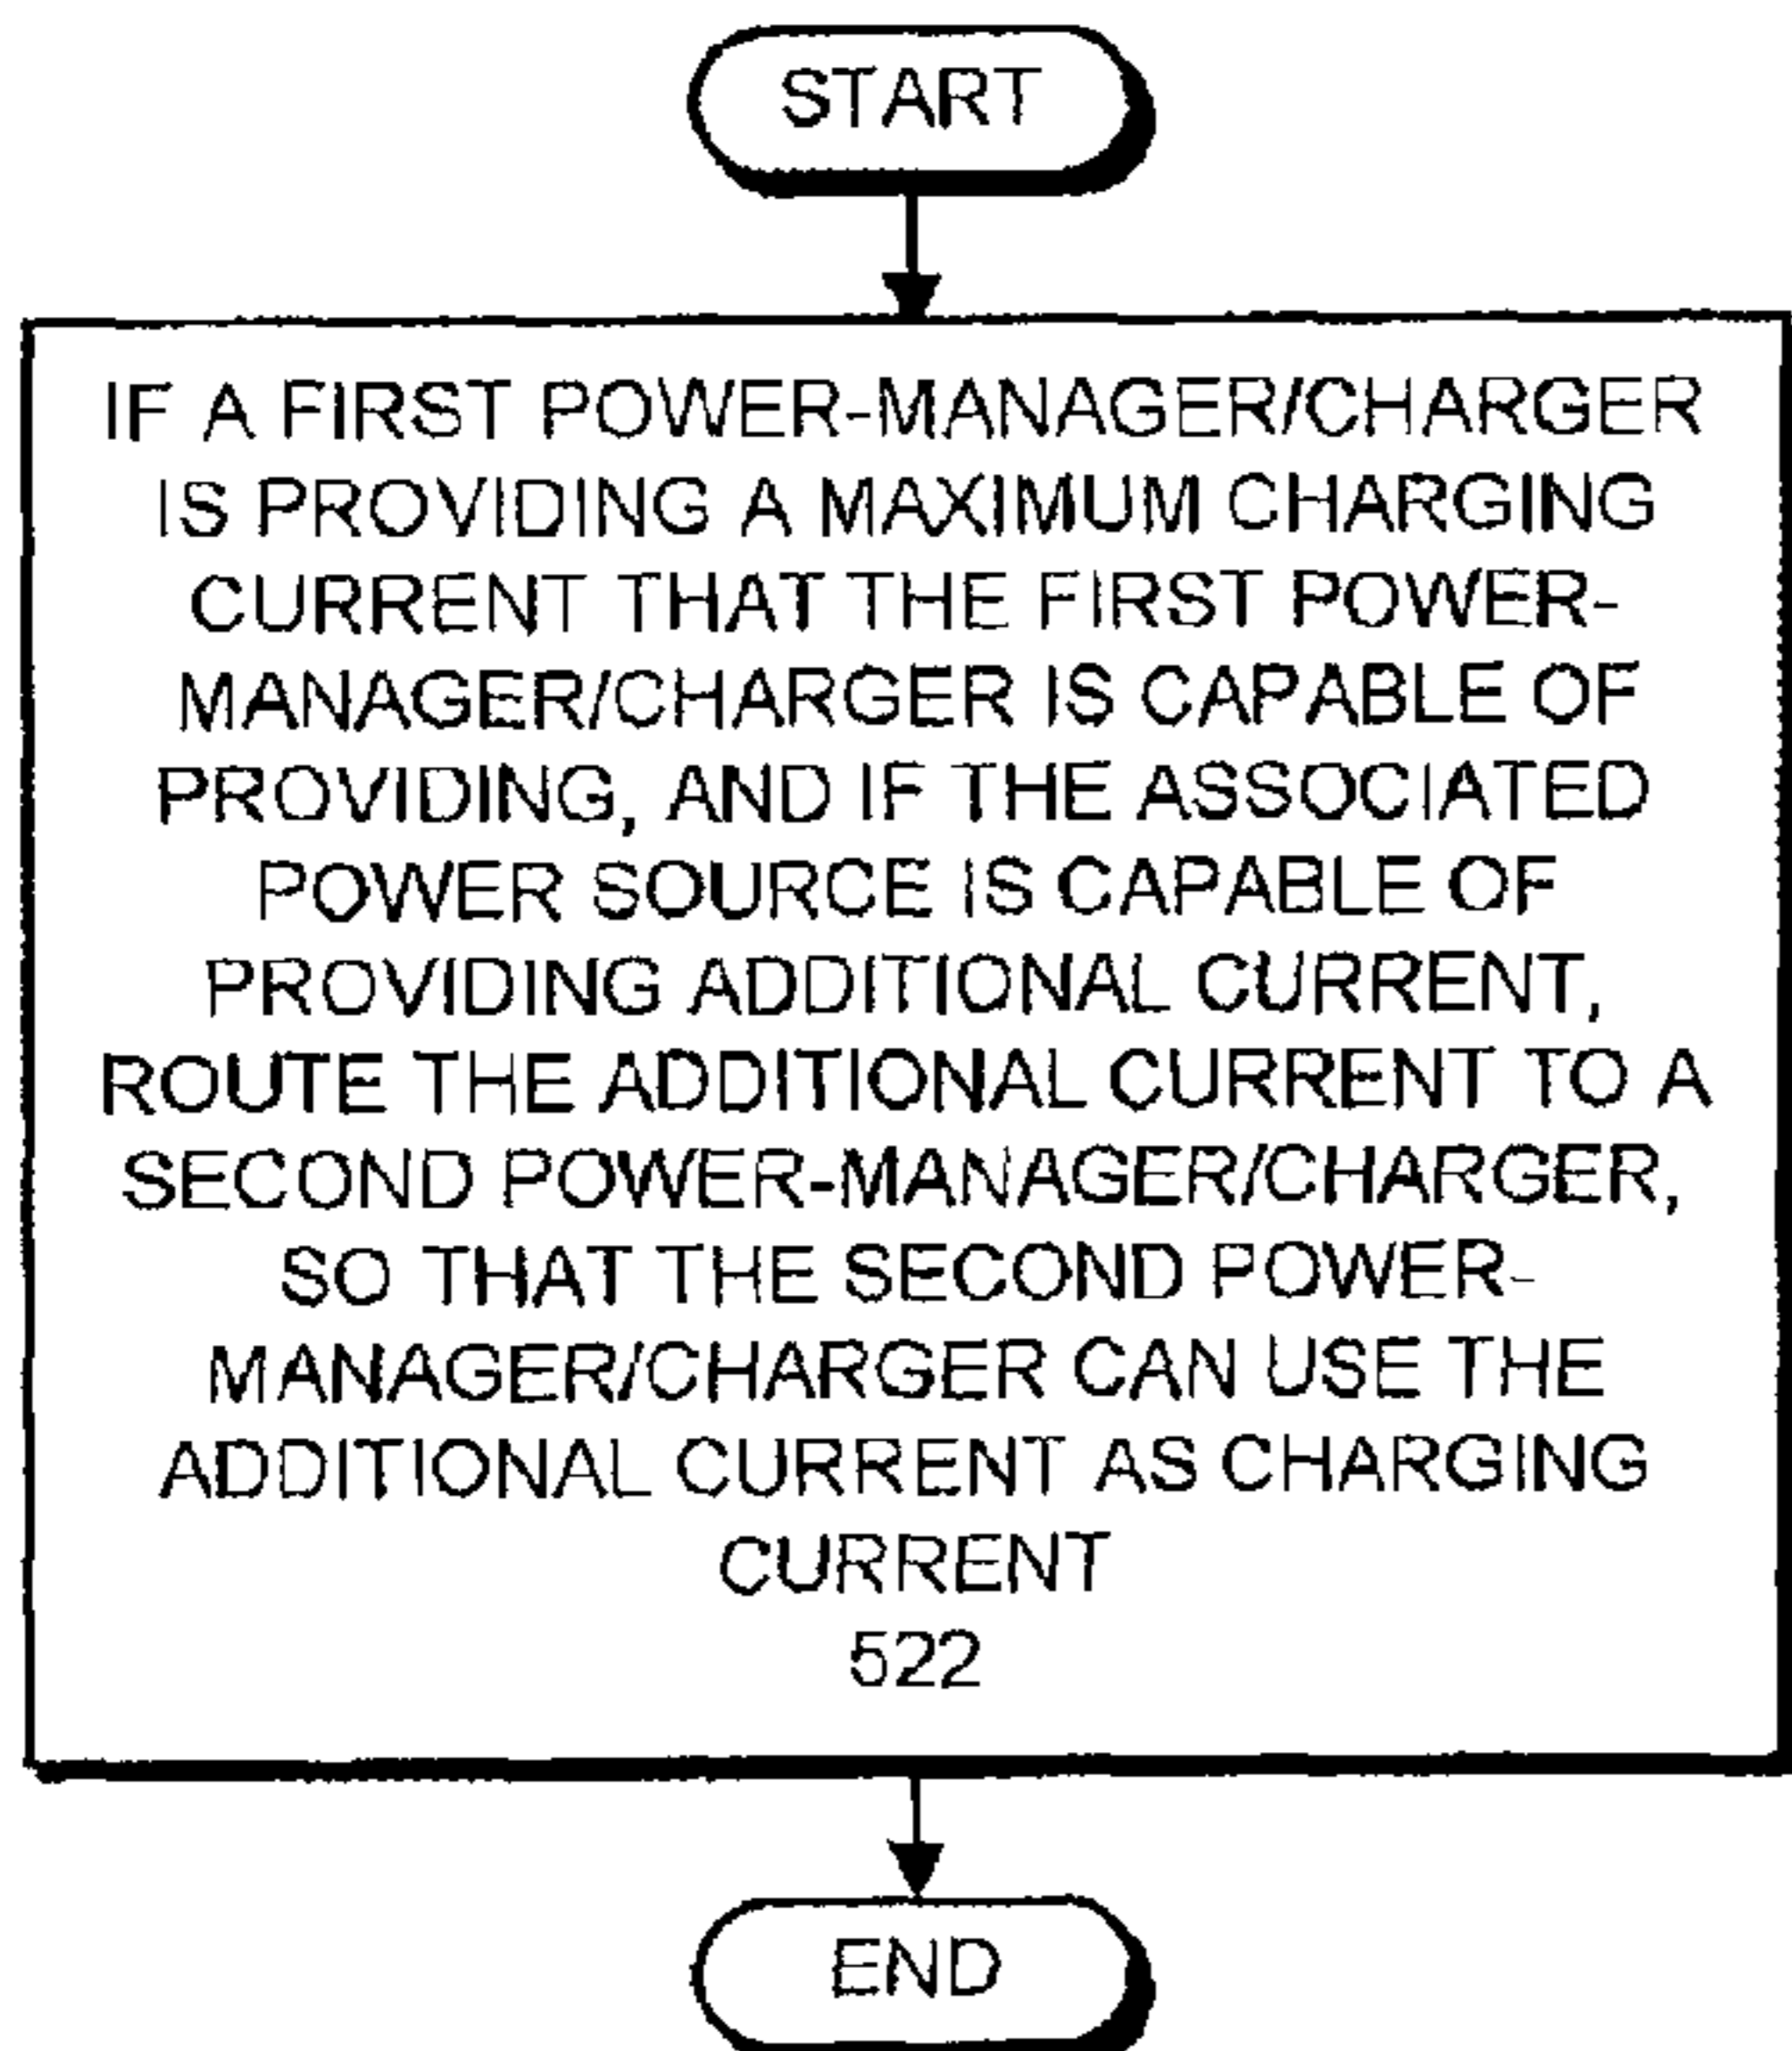 START
IF A FIRST POWER-MANAGER/CHARGER
IS PROVIDING A MAXIMUM CHARGING
CURRENT THAT THE FIRST POWER-
MANAGER/CHARGER IS CAPABLE OF
PROVIDING, AND IF THE ASSOCIATED
POWER SOURCE IS CAPABLE OF
PROVIDING ADDITIONAL CURRENT,
ROUTE THE ADDITIONAL CURRENT TO A
SECOND POWER-MANAGER/CHARGER,
SO THAT THE SECOND POWER-
MANAGER/CHARGER CAN USE THE
ADDITIONAL CURRENT AS CHARGING
CURRENT
522
END